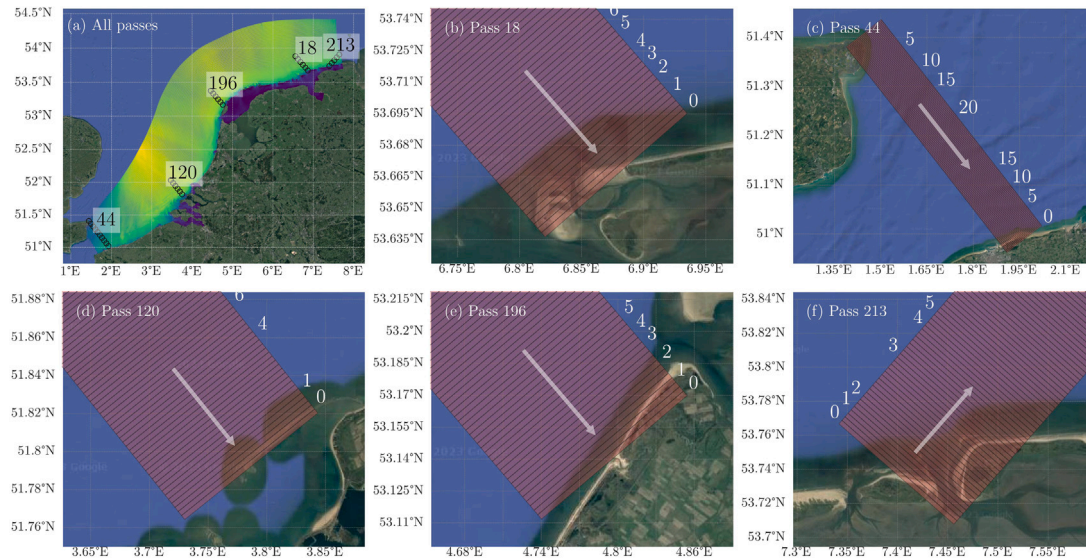 (a) All passes
54.5°N
54°N
53.5°N
53°N
52.5°N
52°N
51.5°N
51°N
18
213
196
120
44
1°E 2°E 3°E 4°E 5°E 6°E 7°E 8°E
(b) Pass 18
53.74°N
53.725°N
53.71°N
53.695°N
53.68°N
53.665°N
53.65°N
53.635°N
6
5
4
3
2
1
0
6.75°E 6.8°E 6.85°E 6.9°E 6.95°E
(c) Pass 44
51.4°N
51.3°N
51.2°N
51.1°N
51°N
5
10
15
20
15
10
5
0
1.35°E 1.5°E 1.65°E 1.8°E 1.95°E 2.1°E
(d) Pass 120
51.88°N
51.86°N
51.84°N
51.82°N
51.8°N
51.78°N
51.76°N
6
4
1
0
3.65°E 3.7°E 3.75°E 3.8°E 3.85°E
(e) Pass 196
53.215°N
53.2°N
53.185°N
53.17°N
53.155°N
53.14°N
53.125°N
53.11°N
5
4
3
2
1
0
4.68°E 4.74°E 4.8°E 4.86°E
(f) Pass 213
53.84°N
53.82°N
53.8°N
53.78°N
53.76°N
53.74°N
53.72°N
53.7°N
5
4
3
2
1
0
7.3°E 7.35°E 7.4°E 7.45°E 7.5°E 7.55°E